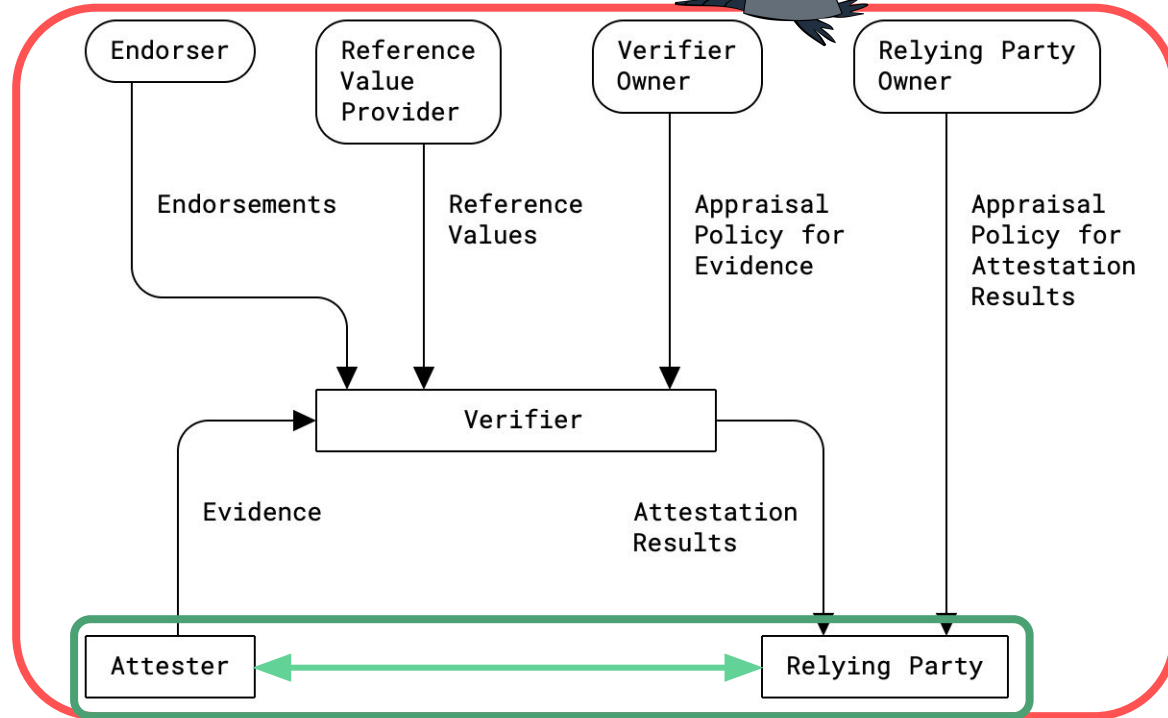 Endorser
Reference
Value
Provider
Verifier
Owner
Relying Party
Owner
Endorsements
Reference
Values
Appraisal
Policy for
Evidence
Appraisal
Policy for
Attestation
Results
Verifier
Evidence
Attestation
Results
Attester
Relying Party